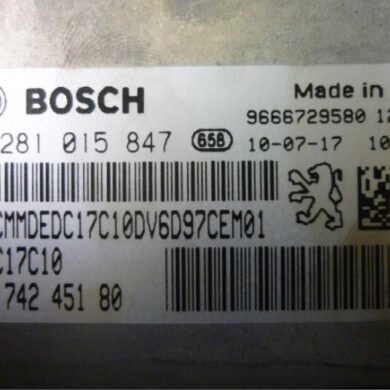 BOSCH
Made in
9666729580 12
281 015 847 658 10-07-17 10
CMMDEDC17C10DV6D97CEM01
C17C10
742 451 80